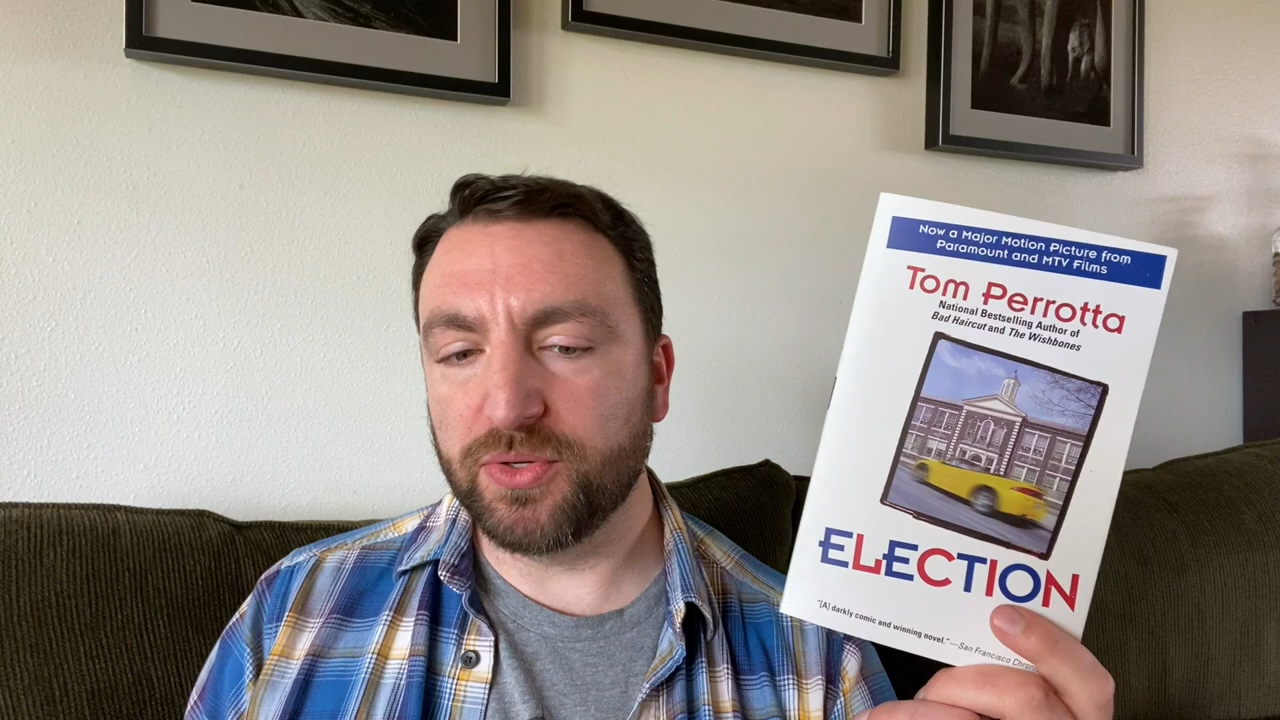 Now a Major Motion Picture from
Paramount and MTV Films
Tom Perrotta
National Bestselling Author of
Bad Haircut and The Wishbones
ELECTION
"[A] darkly comic and winning novel."—San Francisco